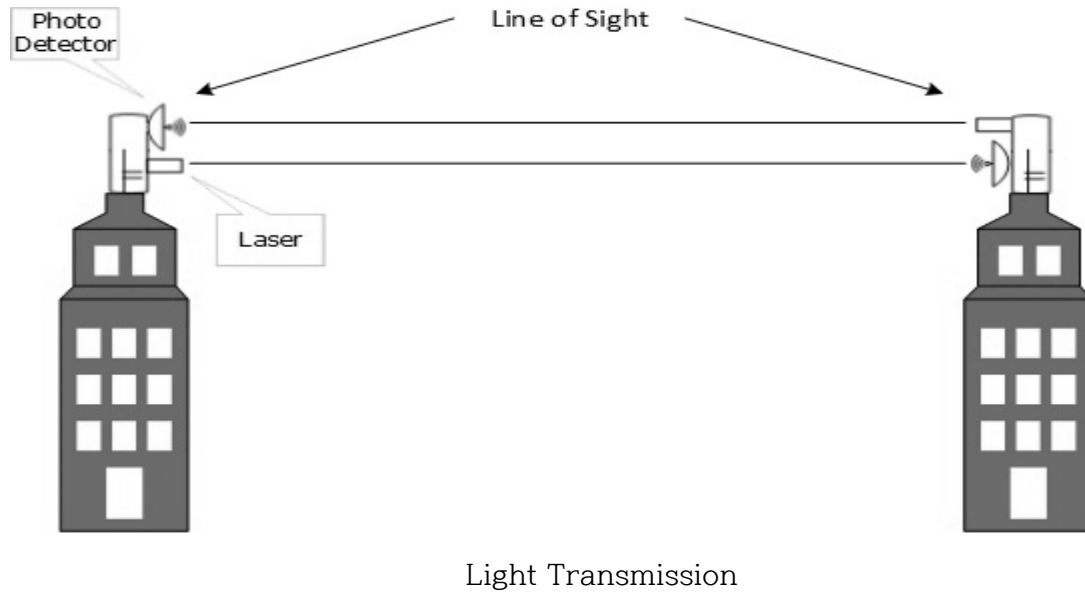 Photo
Detector
Line of Sight
Laser
Light Transmission